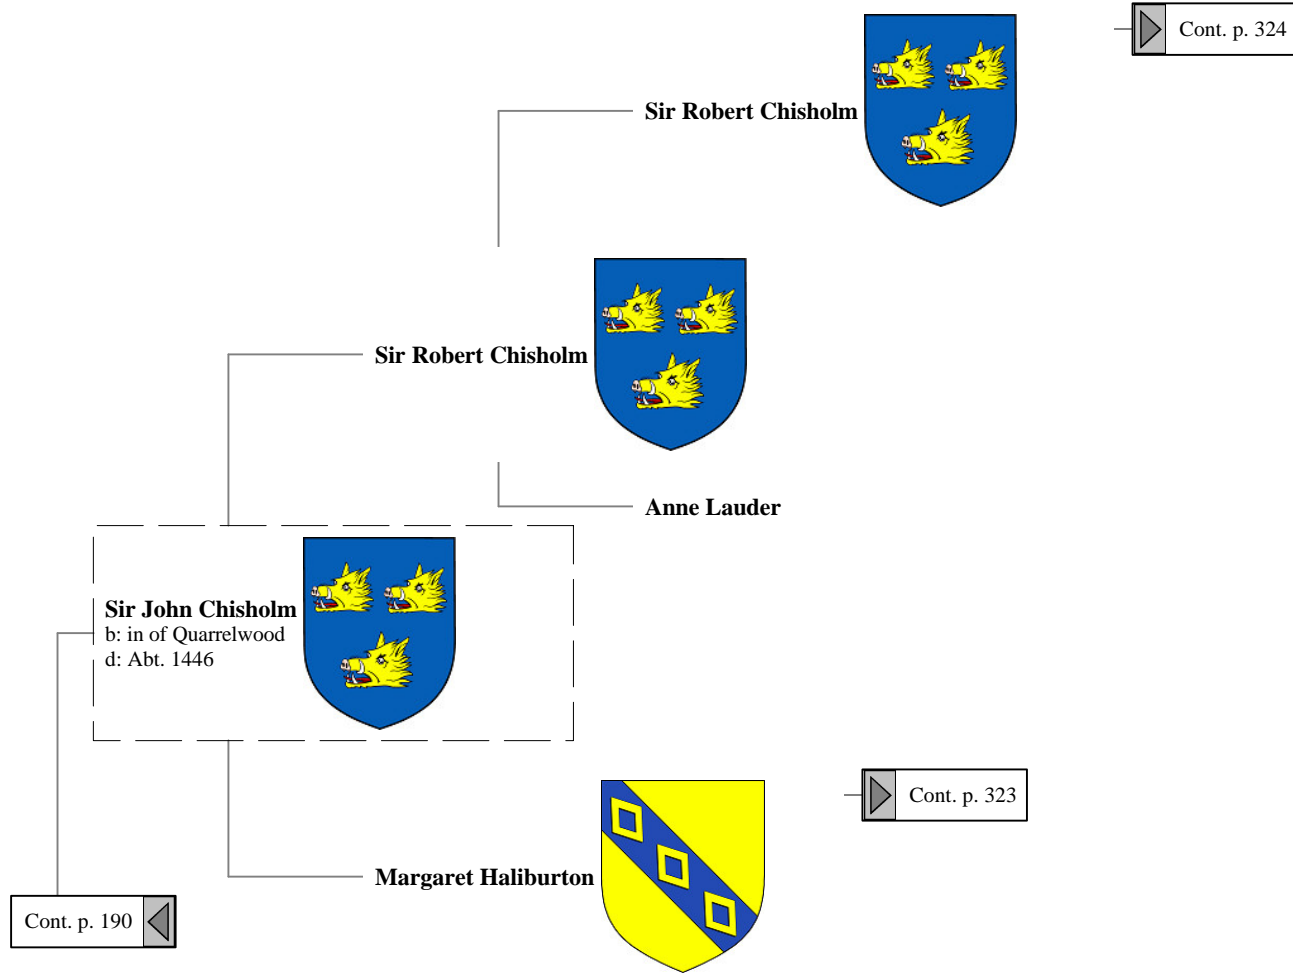 Cont. p. 324
Sir Robert Chisholm
Sir Robert Chisholm
Anne Lauder
Sir John Chisholm
b: in of Quarrelwood
d: Abt. 1446
Cont. p. 323
Margaret Haliburton
Cont. p. 190